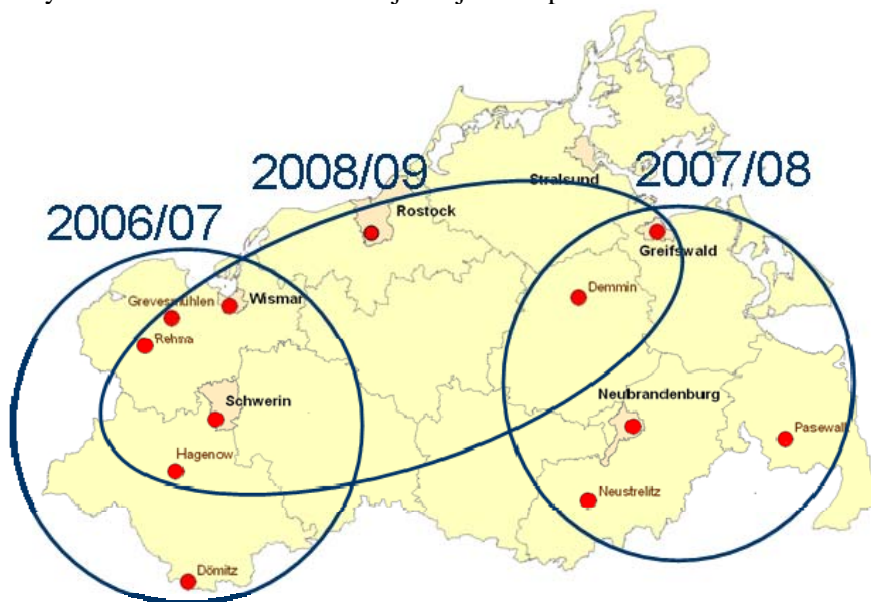 2008/09
2007/08
2006/07
Stralsund
Rostock
Greifswald
Demmin
Grevesmühlen
Wismar
Rehna
Schwerin
Neubrandenburg
Pasewalk
Hagenow
Neustrelitz
Dömitz